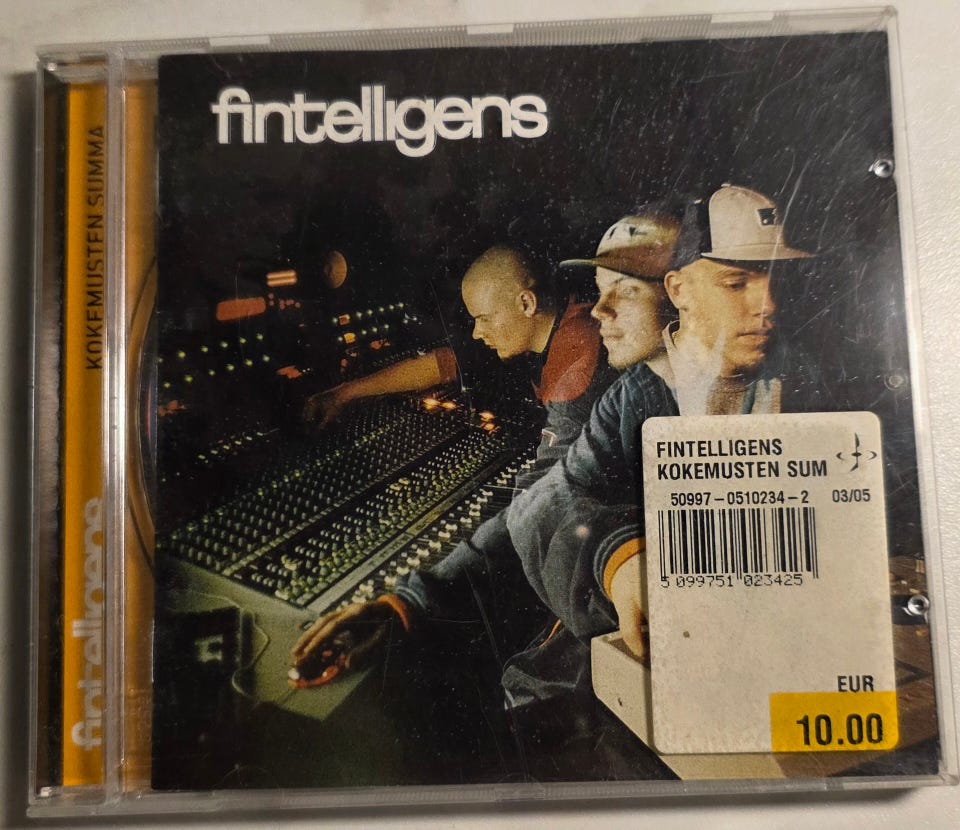 fintelligens
KOKEMUSTEN SUMMA
fintelligens
FINTELLIGENS
KOKEMUSTEN SUM
50997-0510234-2 03/05
5 099751 023425
EUR
10.00